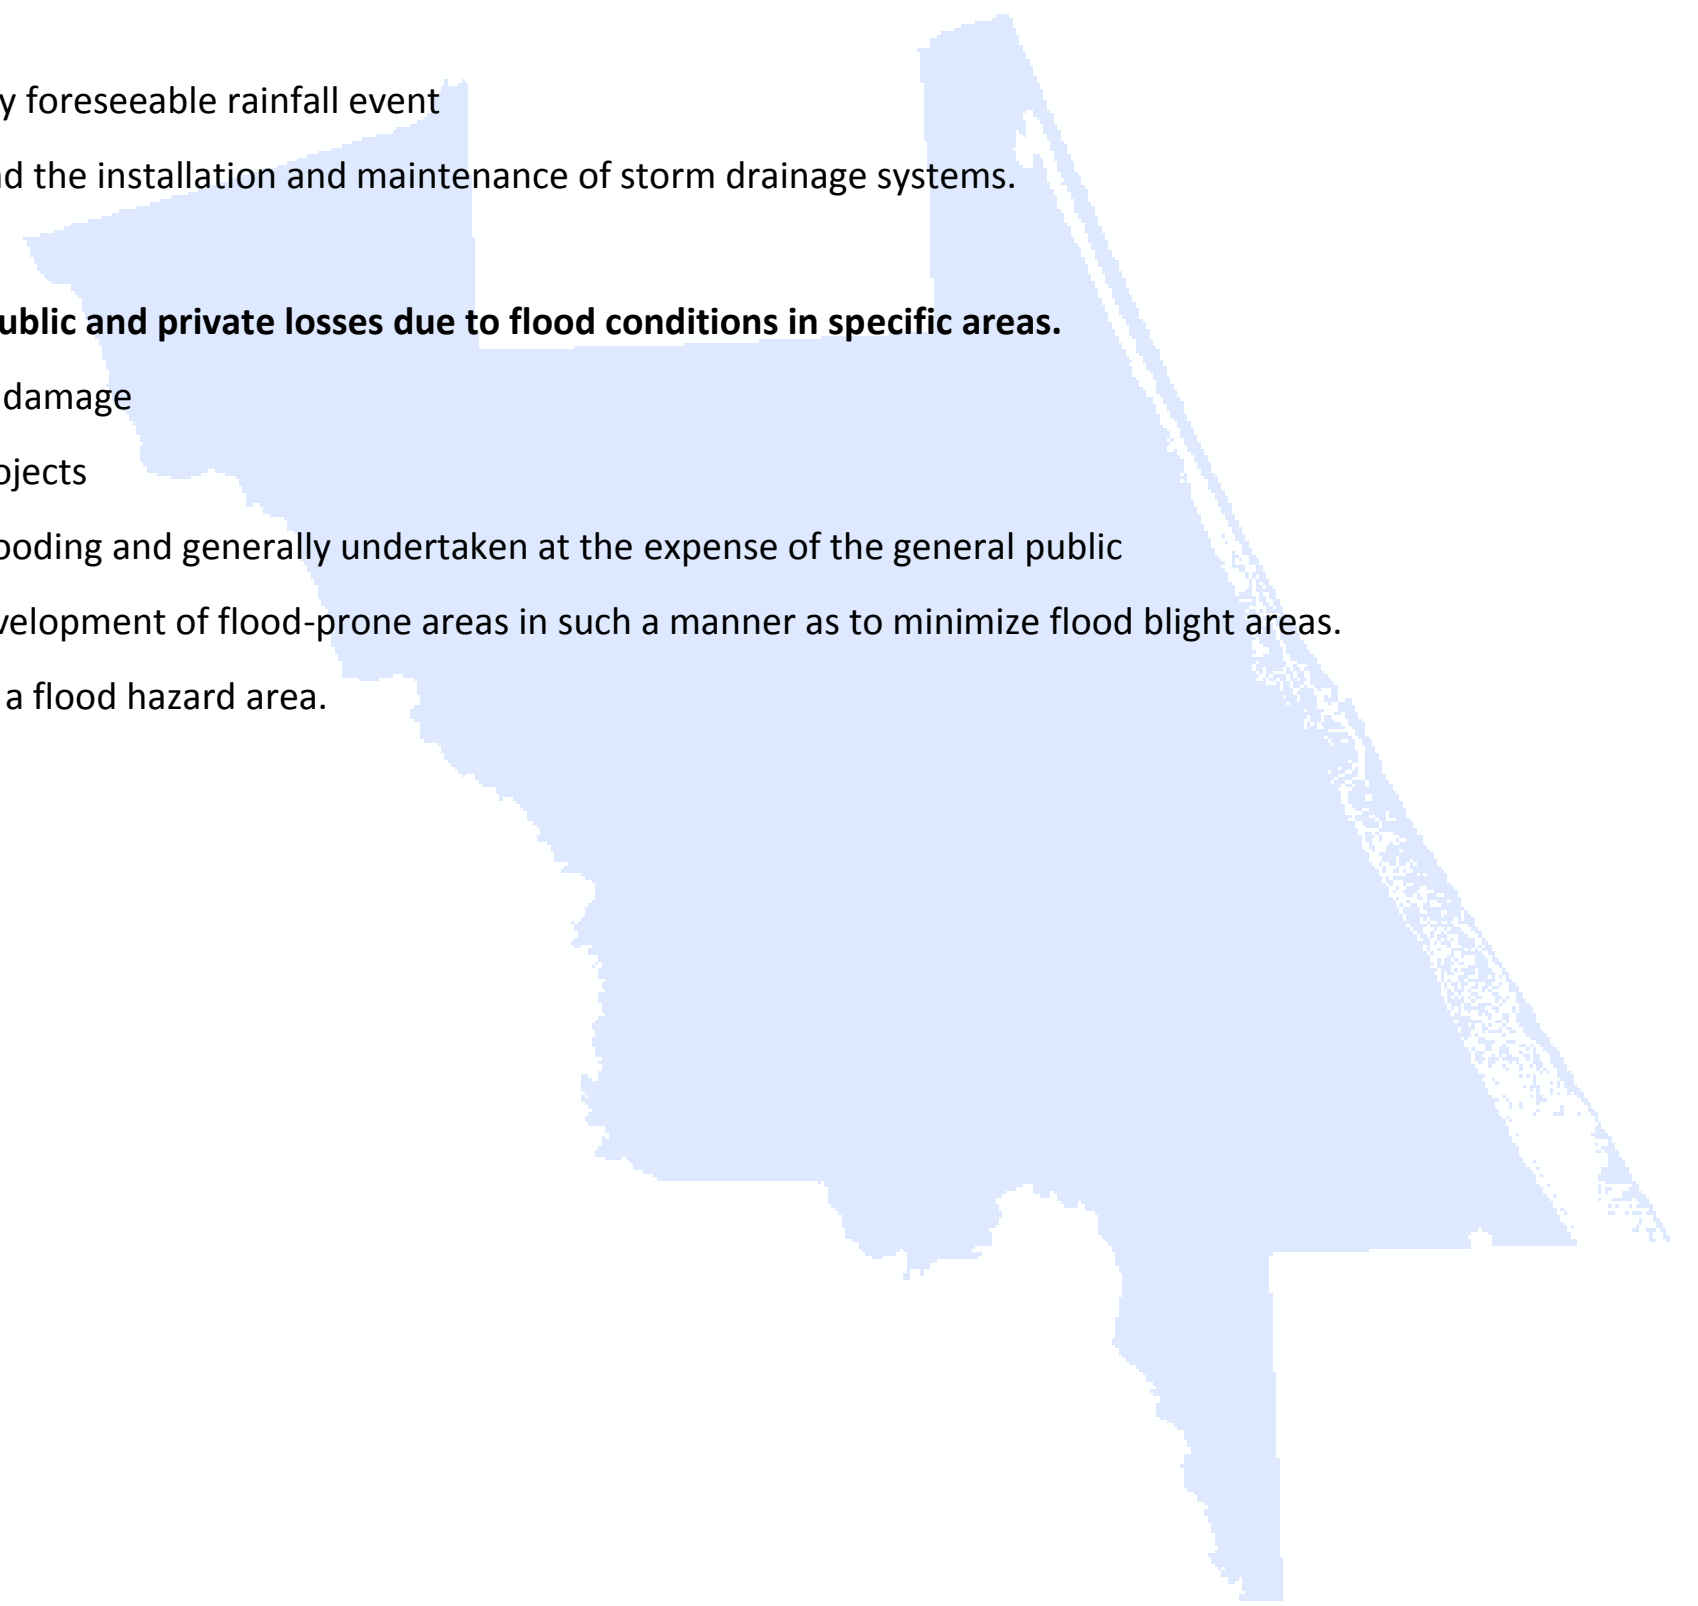 y foreseeable rainfall event
d the installation and maintenance of storm drainage systems.
ublic and private losses due to flood conditions in specific areas.
damage
ojects
ooding and generally undertaken at the expense of the general public
velopment of flood-prone areas in such a manner as to minimize flood blight areas.
a flood hazard area.